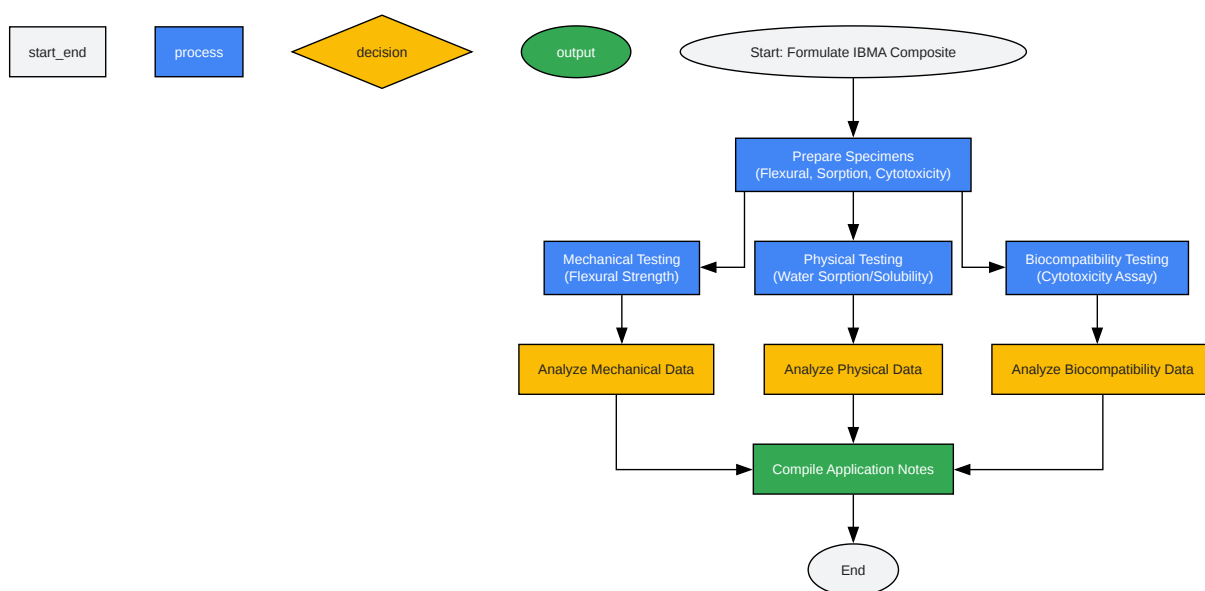 start_end
process
decision
output
Start: Formulate IBMA Composite
Prepare Specimens
(Flexural, Sorption, Cytotoxicity)
Mechanical Testing
(Flexural Strength)
Physical Testing
(Water Sorption/Solubility)
Biocompatibility Testing
(Cytotoxicity Assay)
Analyze Mechanical Data
Analyze Physical Data
Analyze Biocompatibility Data
Compile Application Notes
End